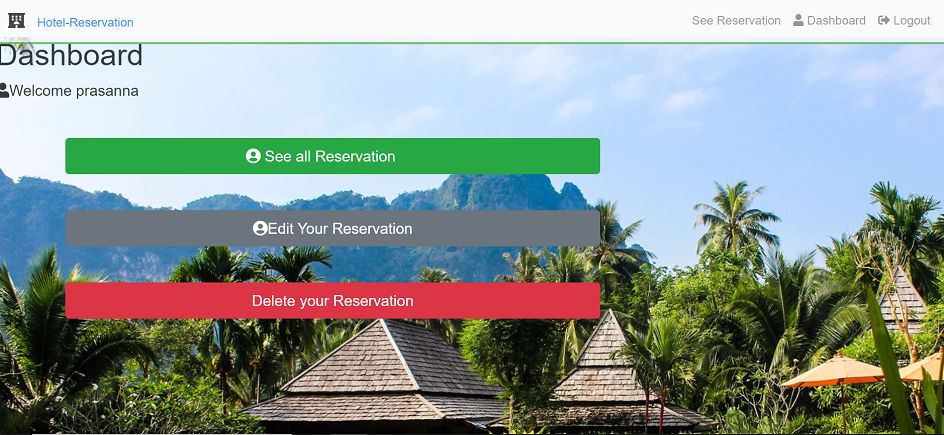 Hotel-Reservation See Reservation Dashboard Logout
Dashboard
Welcome prasanna
See all Reservation
Edit Your Reservation
Delete your Reservation